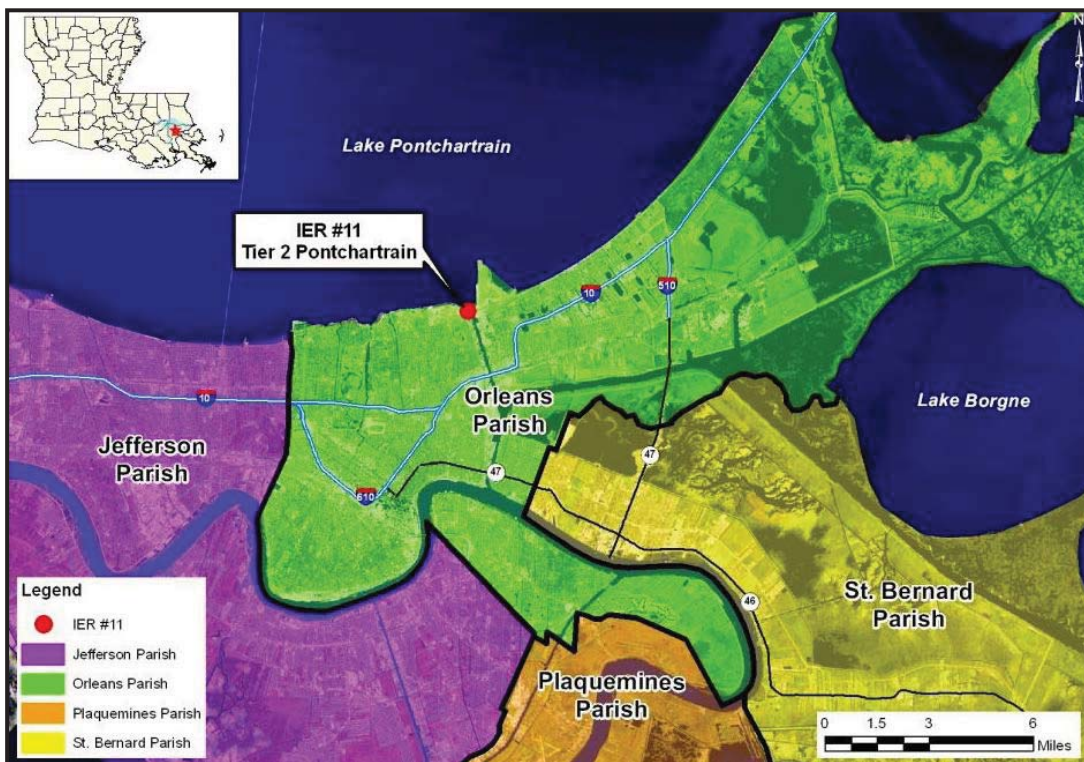 N
Lake Pontchartrain
IER #11
Tier 2 Pontchartrain
10
510
10
Orleans
Parish
Lake Borgne
Jefferson
Parish
47
47
610
St. Bernard
Parish
46
Plaquemines
Parish
Legend
IER #11
Jefferson Parish
Orleans Parish
Plaquemines Parish
St. Bernard Parish
0 1.5 3 6
Miles